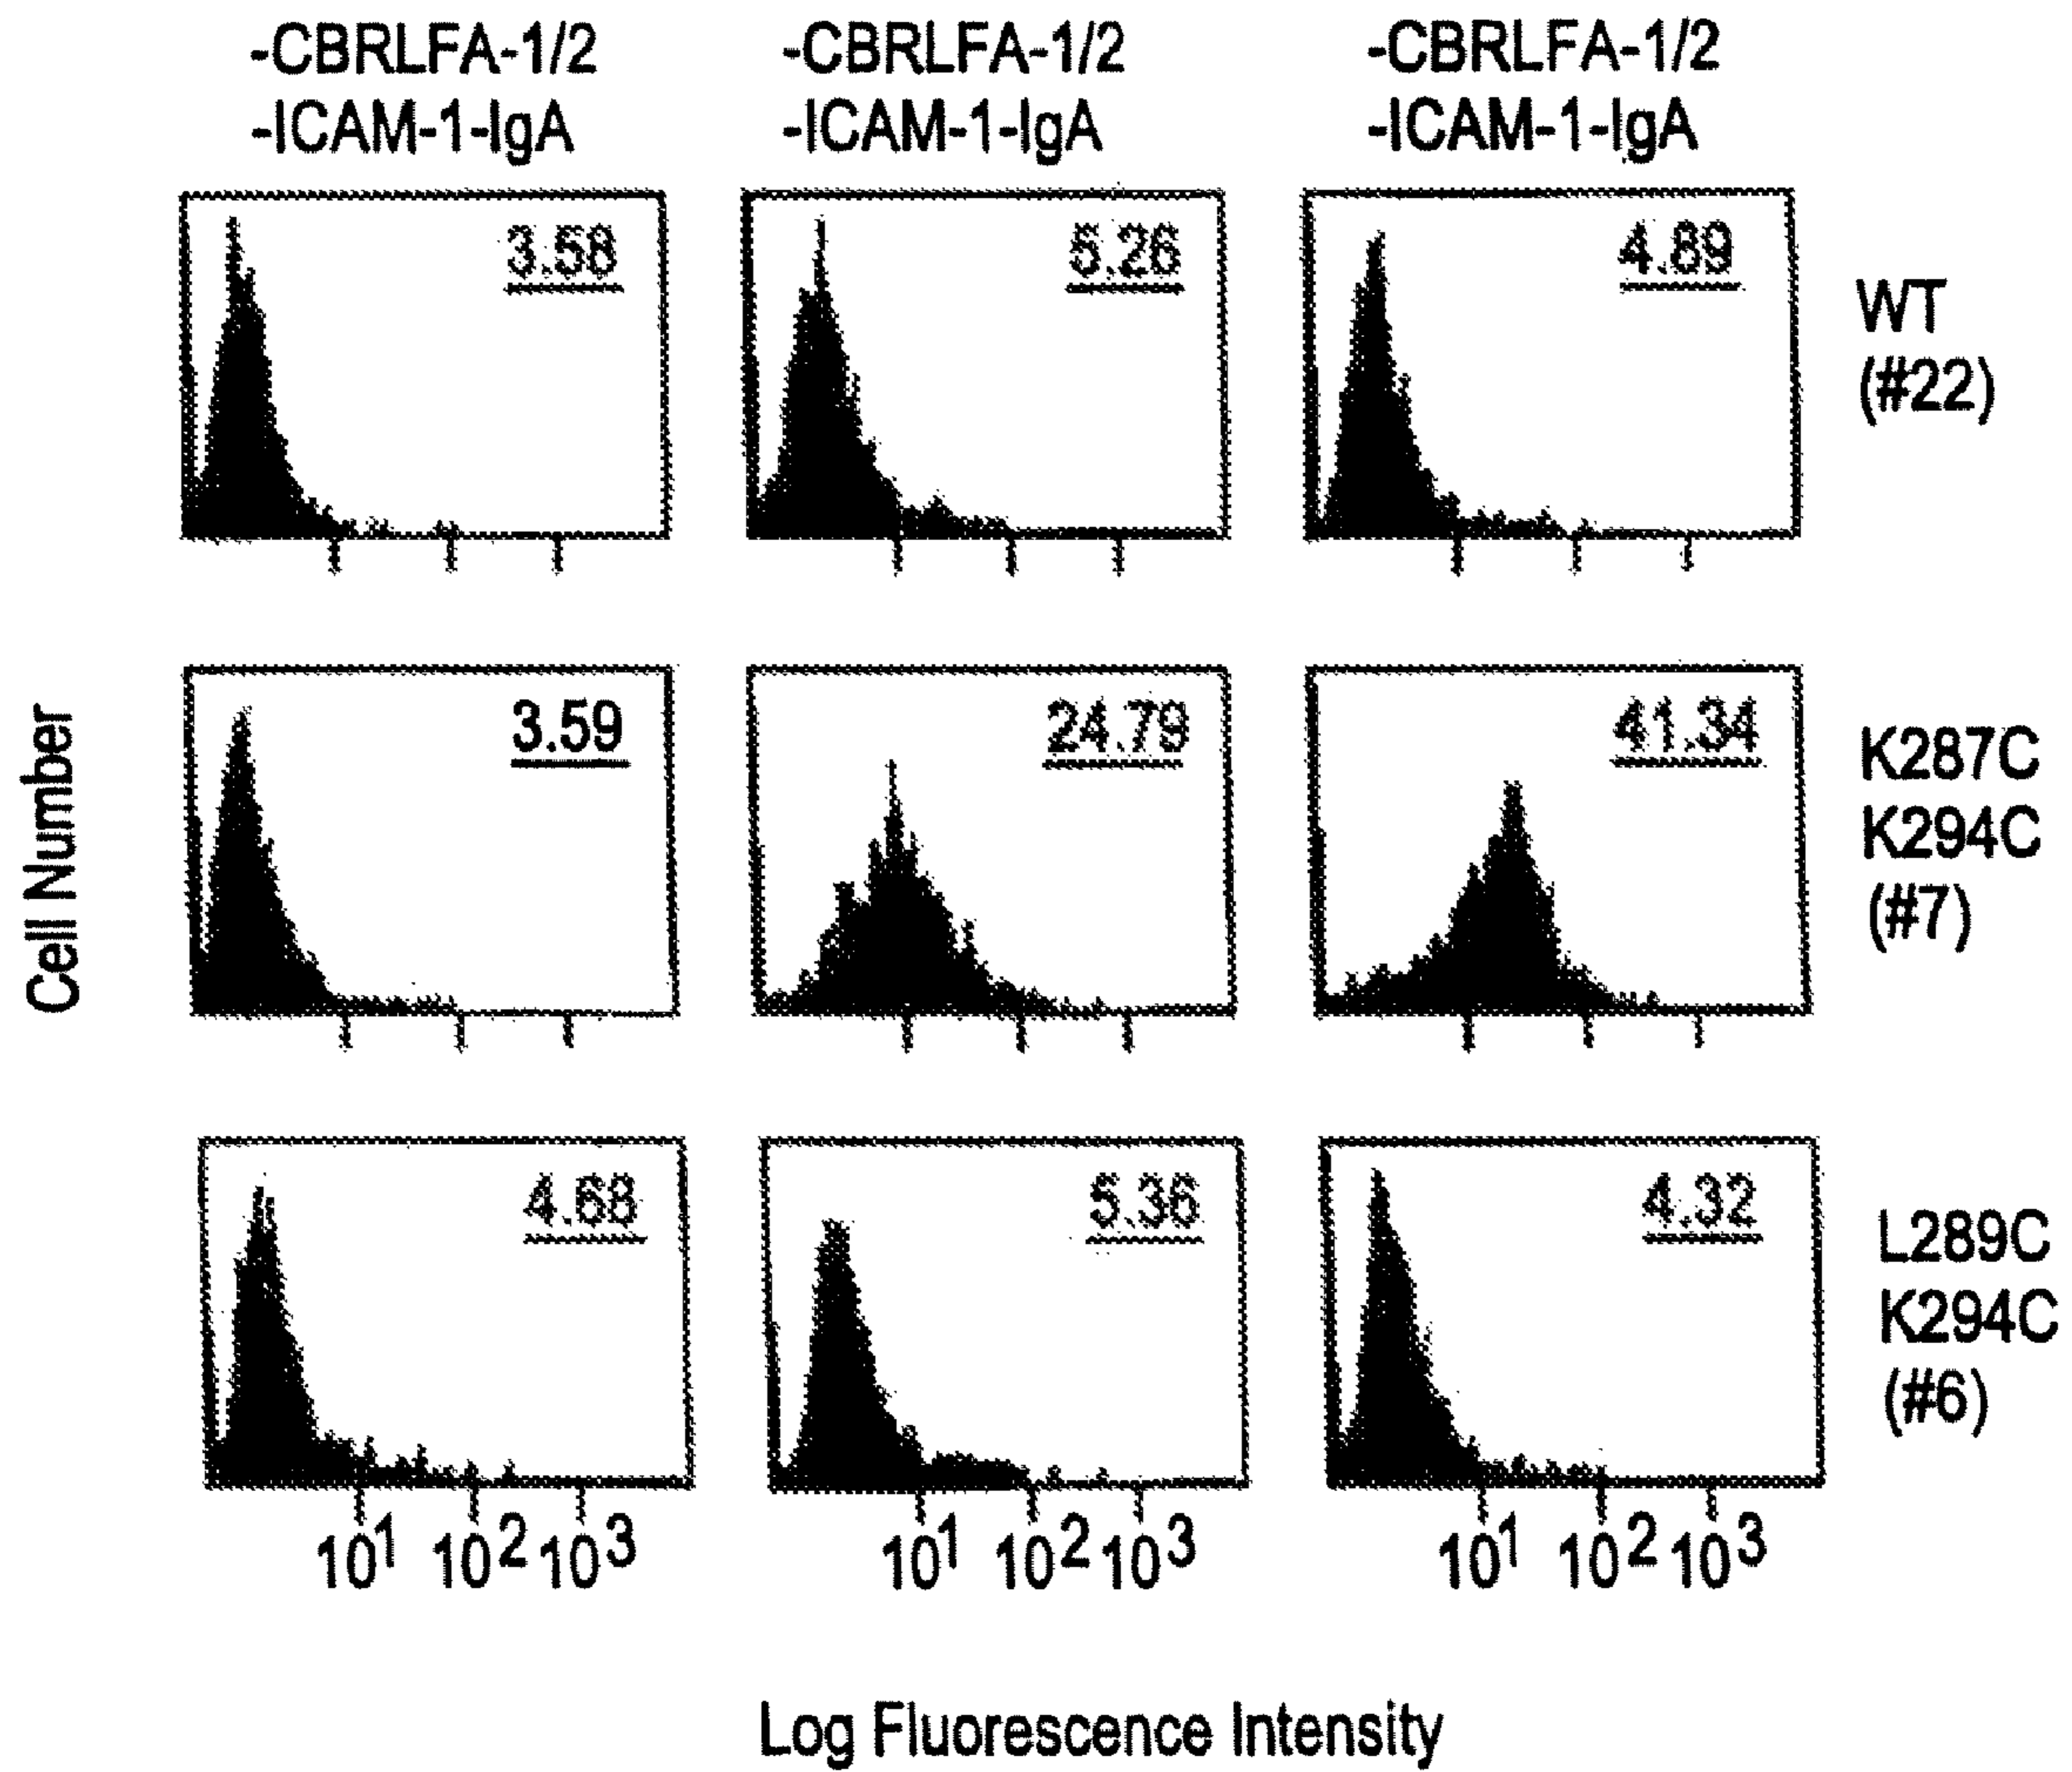 -CBRLFA-1/2 -CBRLFA-1/2 -CBRLFA-1/2
-ICAM-1-IgA -ICAM-1-IgA -ICAM-1-IgA
3.58 5.26 4.89
WT
(#22)
Cell Number
3.59 24.79 41.34
K287C
K294C
(#7)
4.68 5.36 4.32
L289C
K294C
(#6)
10¹ 10² 10³ 10¹ 10² 10³ 10¹ 10² 10³
Log Fluorescence Intensity